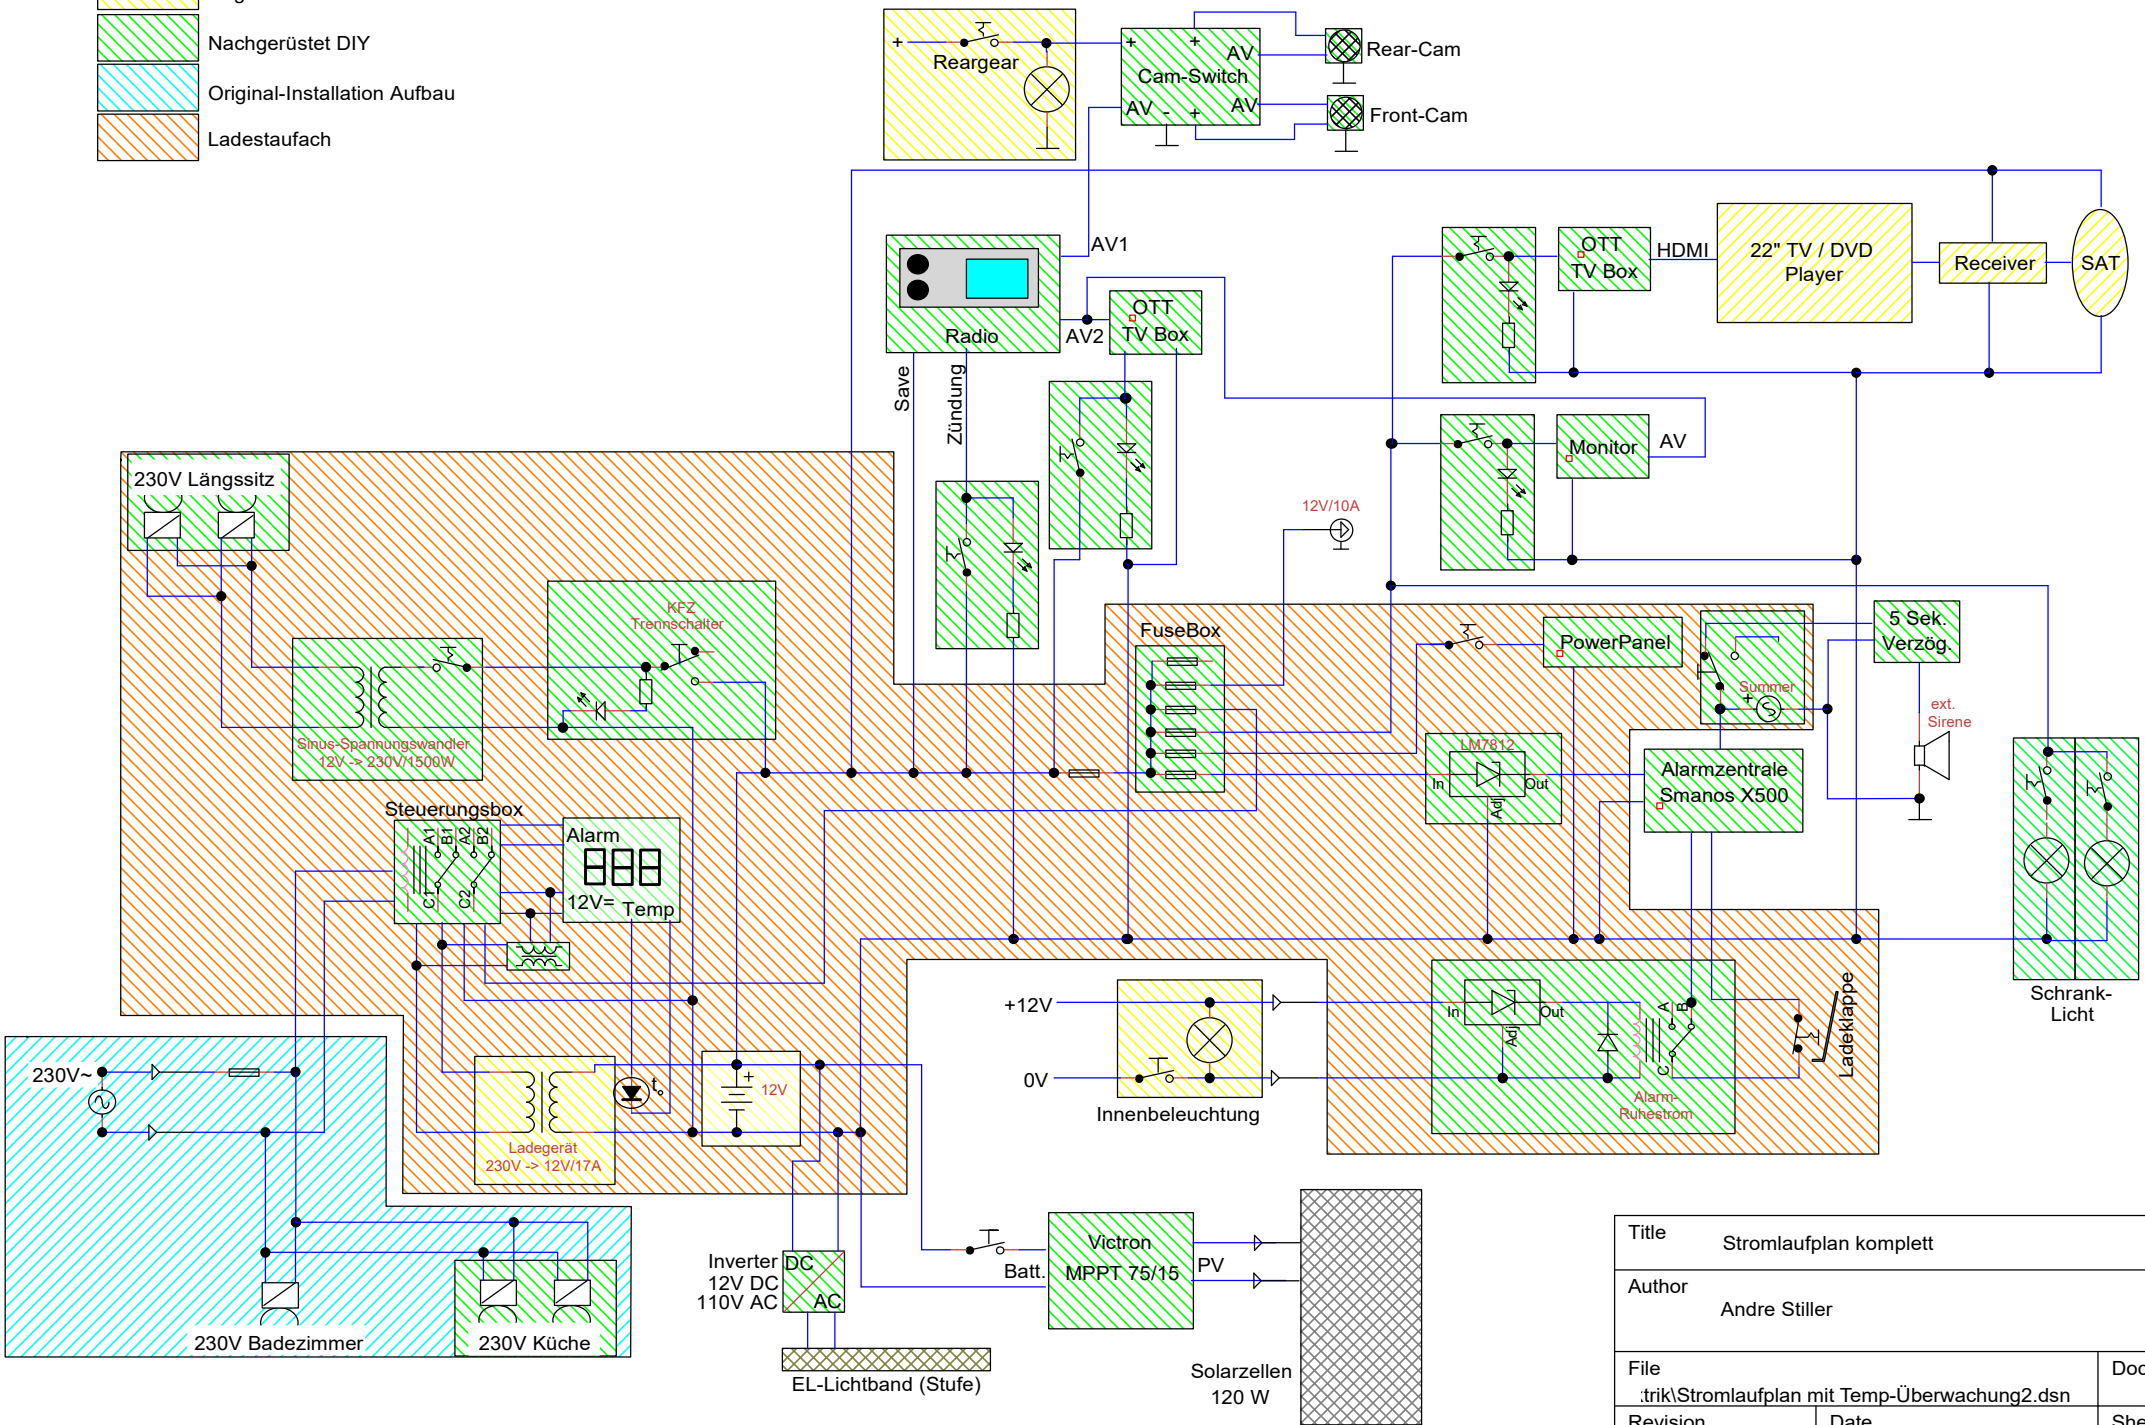 Nachgerüstet DIY
Original-Installation Aufbau
Ladestaufach
+
Reargear
+
+
AV
Cam-Switch
AV
-
+
AV
Rear-Cam
Front-Cam
AV1
Radio
AV2
OTT
TV Box
Save
Zündung
OTT
TV Box
HDMI
22" TV / DVD
Player
Receiver
SAT
Monitor
AV
12V/10A
230V Längssitz
KFZ
Trennschalter
Sinus-Spannungswandler
12V -> 230V/1500W
FuseBox
PowerPanel
5 Sek.
Verzög.
Summer
+
ext.
Sirene
LM7812
In
Out
Adj
Alarmzentrale
Smanos X500
Steuerungsbox
A1
B1
A2
B2
C1
C2
Alarm
12V=
Temp
Schrank-
Licht
+12V
0V
Innenbeleuchtung
In
Out
Adj
A
B
C
Alarm-
Ruhestrom
Ladeklappe
230V~
t°
+
12V
Ladegerät
230V -> 12V/17A
230V Badezimmer
230V Küche
Inverter
12V DC
110V AC
DC
AC
EL-Lichtband (Stufe)
Batt.
Victron
MPPT 75/15
PV
Solarzellen
120 W
Title
Stromlaufplan komplett
Author
Andre Stiller
File
:trik\Stromlaufplan mit Temp-Überwachung2.dsn
Revision
Date